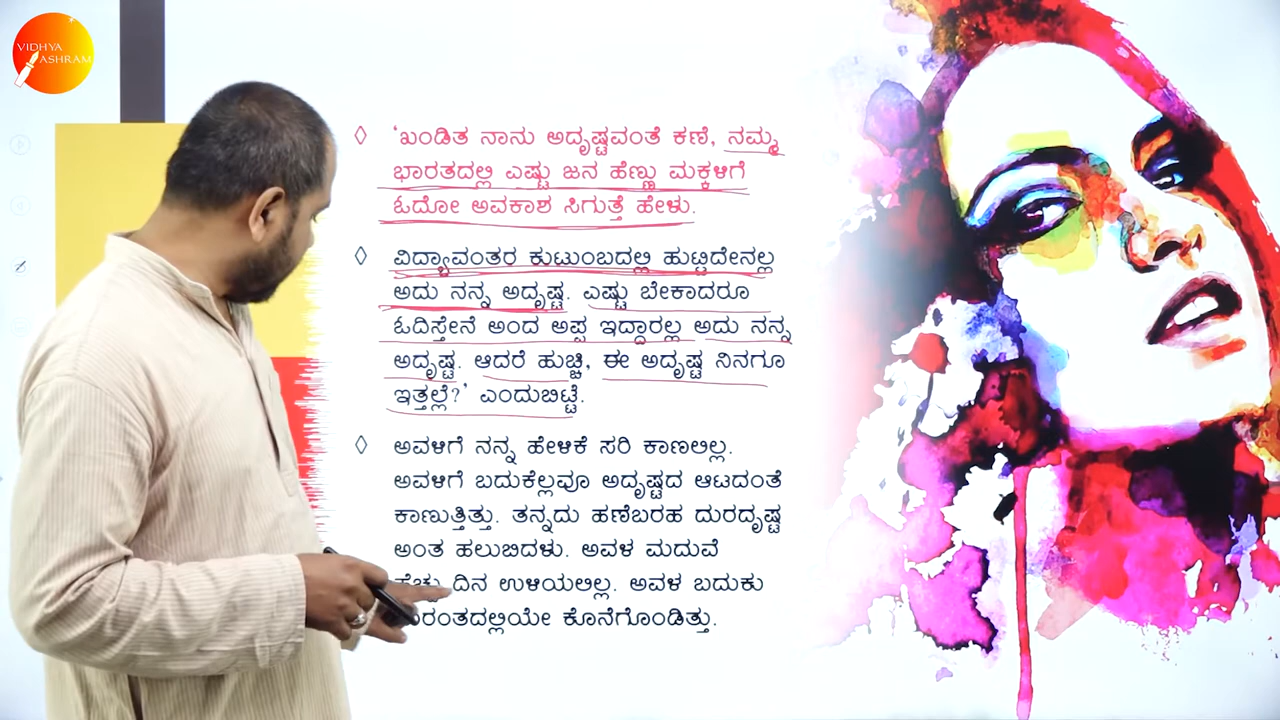 VIDHYA
ASHRAM
'ಖಂಡಿತ ನಾನು ಅದೃಷ್ಟವಂತೆ ಕಣೆ, ನಮ್ಮ
ಭಾರತದಲ್ಲಿ ಎಷ್ಟು ಜನ ಹೆಣ್ಣು ಮಕ್ಕಳಿಗೆ
ಓದೋ ಅವಕಾಶ ಸಿಗುತ್ತೆ ಹೇಳು.
ವಿದ್ಯಾವಂತರ ಕುಟುಂಬದಲ್ಲಿ ಹುಟ್ಟದೇನಲ್ಲ
ಅದು ನನ್ನ ಅದೃಷ್ಟ. ಎಷ್ಟು ಬೇಕಾದರೂ
ಓದಿಸ್ತೇನೆ ಅಂದ ಅಪ್ಪ ಇದ್ದಾರಲ್ಲ ಅದು ನನ್ನ
ಅದೃಷ್ಟ. ಆದರೆ ಹುಚ್ಚಿ, ಈ ಅದೃಷ್ಟ ನಿನಗೂ
ಇತ್ತಲ್ಲೆ?' ಎಂದುಬಿಟ್ಟೆ.
ಅವಳಿಗೆ ನನ್ನ ಹೇಳಿಕೆ ಸರಿ ಕಾಣಲಿಲ್ಲ.
ಅವಳಿಗೆ ಬದುಕೆಲ್ಲವೂ ಅದೃಷ್ಟದ ಆಟದಂತೆ
ಕಾಣುತ್ತಿತ್ತು. ತನ್ನದು ಹಣೆಬರಹ ದುರದೃಷ್ಟ
ಅಂತ ಹಲುಬಿದಳು. ಅವಳ ಮದುವೆ
ದಿನ ಉಳಿಯಲಿಲ್ಲ. ಅವಳ ಬದುಕು
ಕೊನೆಗೊಂಡಿತ್ತು.